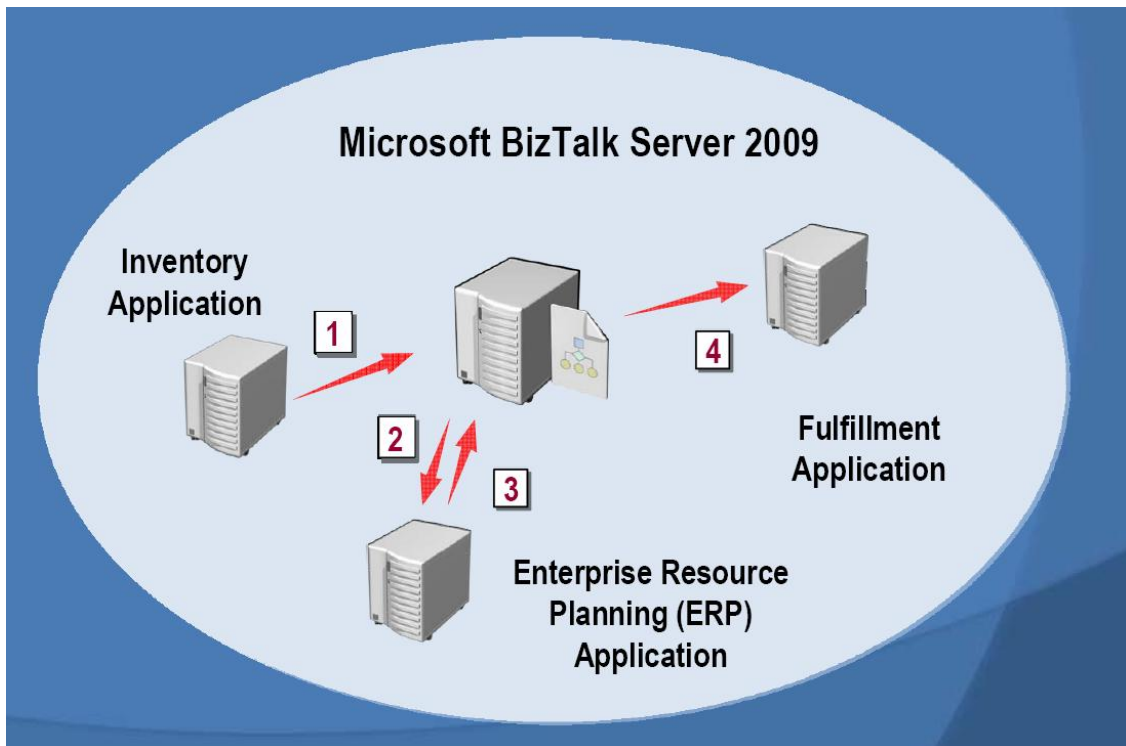 Microsoft BizTalk Server 2009
Inventory
Application
1
2
3
4
Fulfillment
Application
Enterprise Resource
Planning (ERP)
Application